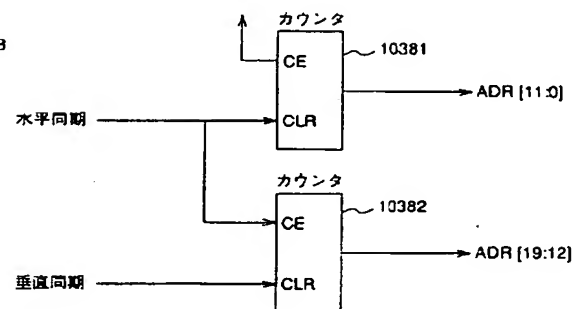 カウンタ
10381
CE
ADR [11:0]
水平同期
CLR
カウンタ
10382
CE
ADR [19:12]
垂直同期
CLR